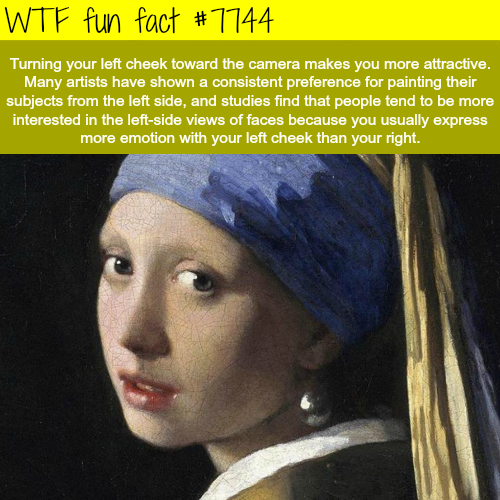 WTF fun fact #7744
Turning your left cheek toward the camera makes you more attractive.
Many artists have shown a consistent preference for painting their
subjects from the left side, and studies find that people tend to be more
interested in the left-side views of faces because you usually express
more emotion with your left cheek than your right.